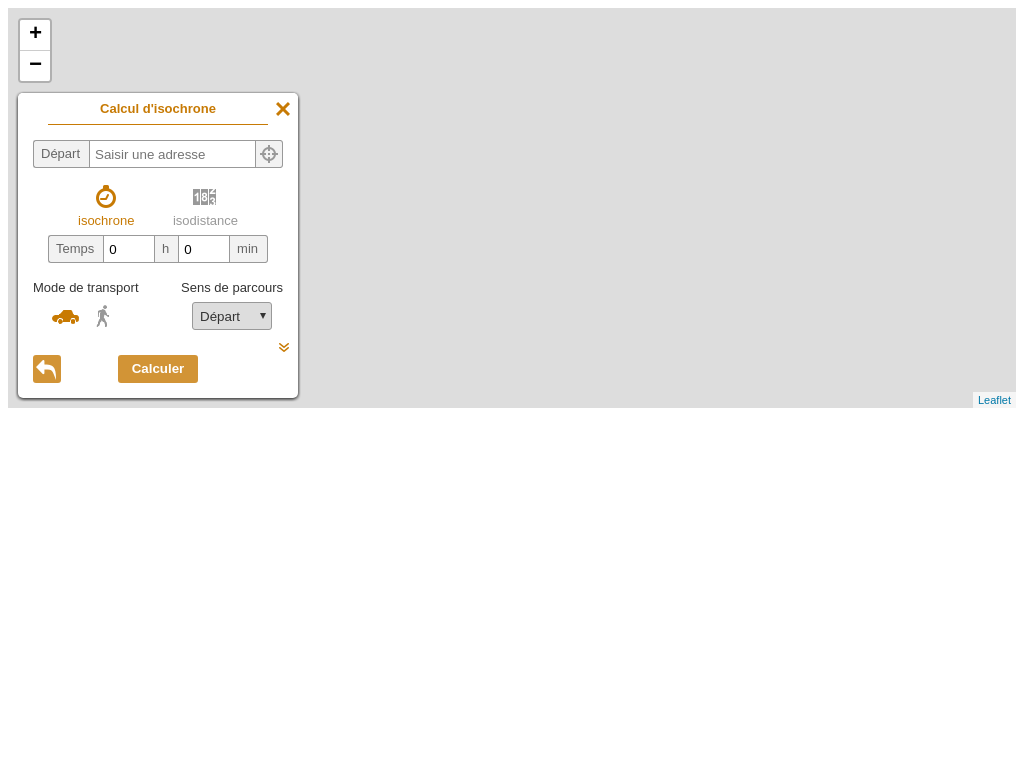 +
−
Calcul d'isochrone
Départ Saisir une adresse
isochrone isodistance
Temps 0 h 0 min
Mode de transport Sens de parcours
Départ
Calculer
Leaflet